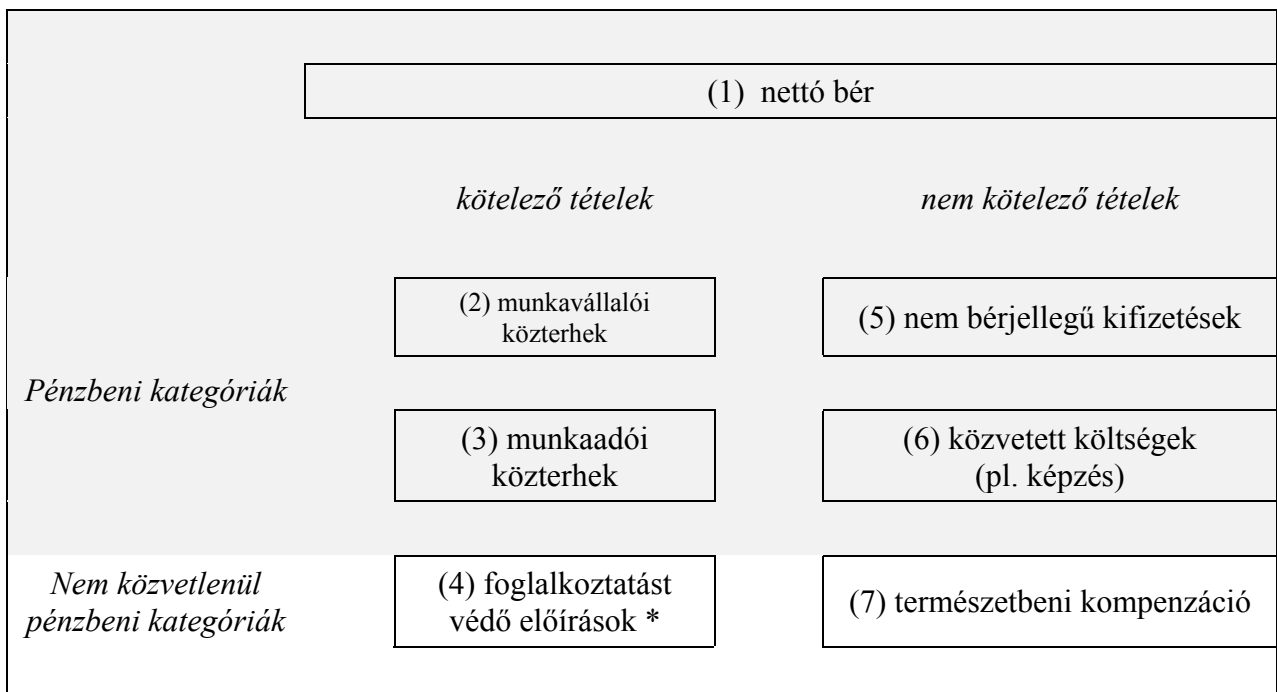 (1) nettó bér
kötelező tételek
nem kötelező tételek
(2) munkavállalói
közterhek
(5) nem bérjellegű kifizetések
Pénzbeni kategóriák
(3) munkaadói
közterhek
(6) közvetett költségek
(pl. képzés)
Nem közvetlenül
pénzbeni kategóriák
(4) foglalkoztatást
védő előírások *
(7) természetbeni kompenzáció